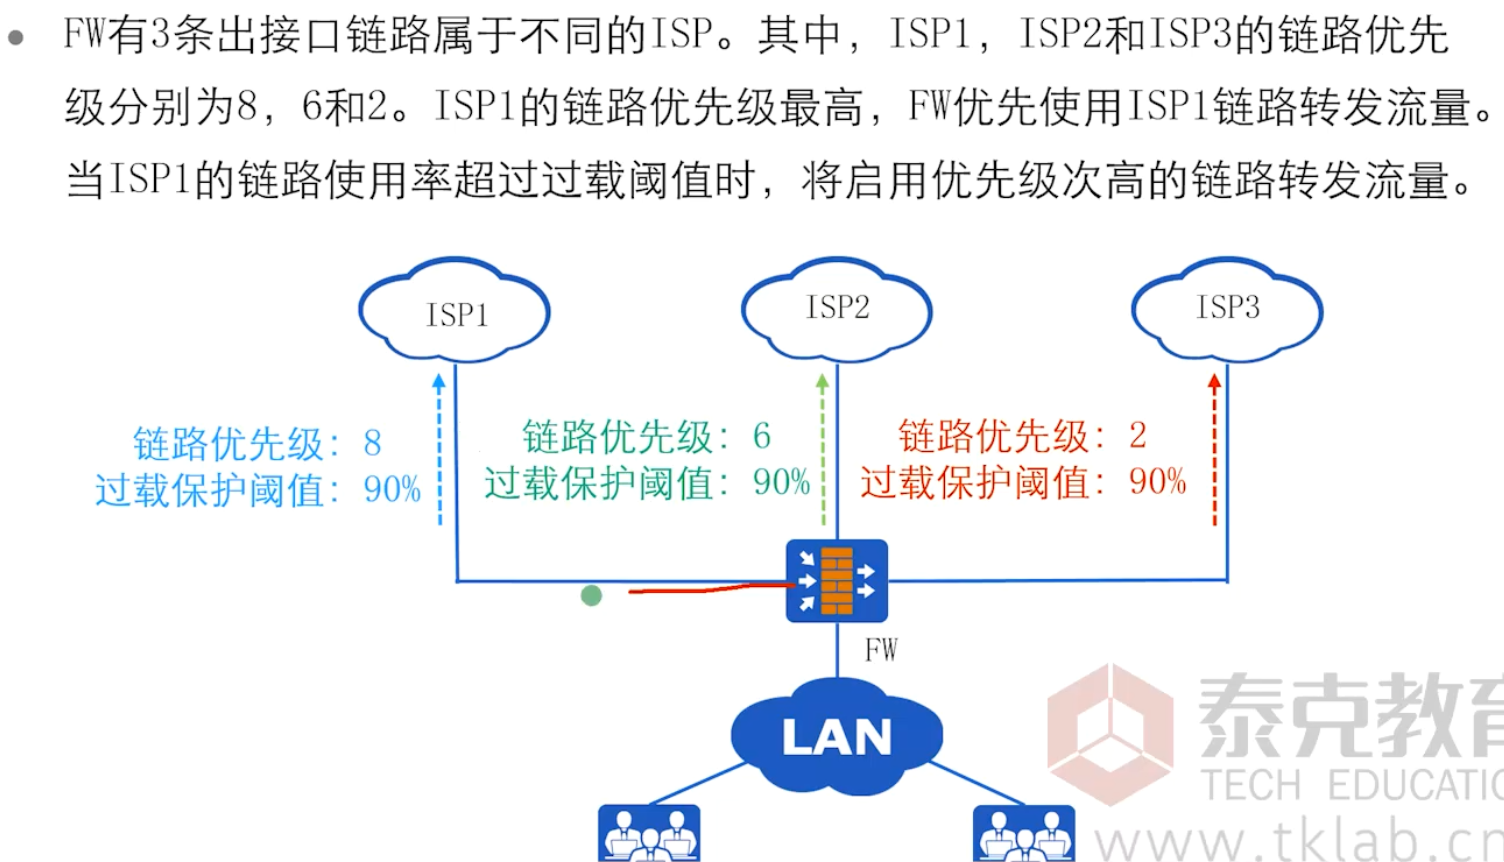 FW有3条出接口链路属于不同的ISP。其中，ISP1，ISP2和ISP3的链路优先
级分别为8，6和2。ISP1的链路优先级最高，FW优先使用ISP1链路转发流量。
当ISP1的链路使用率超过过载阈值时，将启用优先级次高的链路转发流量。
ISP1
ISP2
ISP3
链路优先级：8
过载保护阈值：90%
链路优先级：6
过载保护阈值：90%
链路优先级：2
过载保护阈值：90%
FW
LAN
泰克教育
TECH EDUCATIO
www.tklab.cn